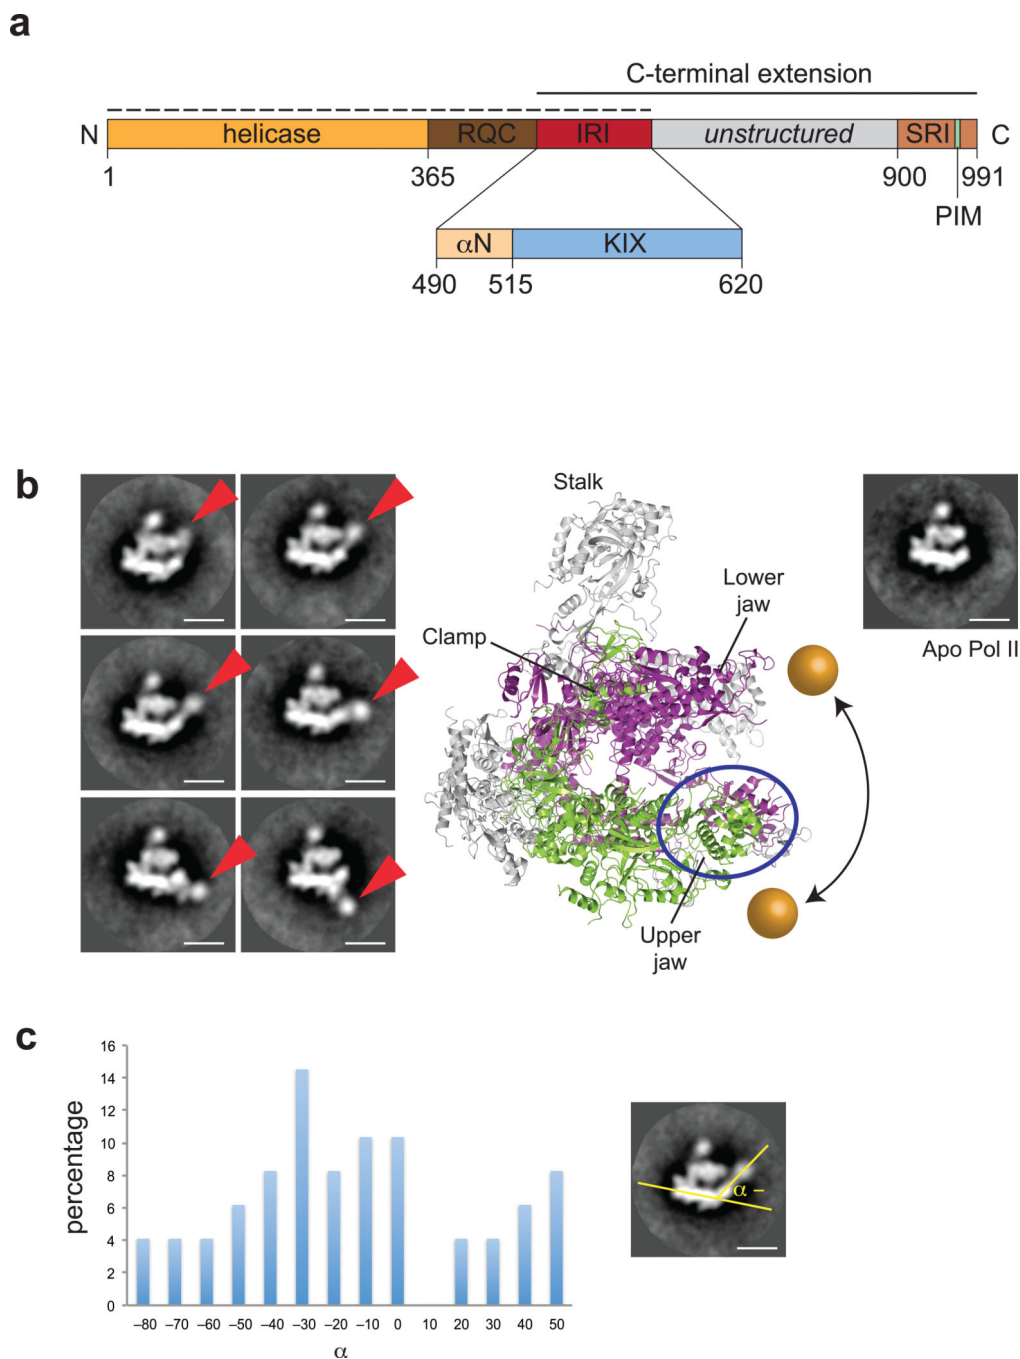 a
C-terminal extension
N helicase RQC IRI unstructured SRI C
1 365 900 991
PIM
αN KIX
490 515 620
b
Stalk
Lower
jaw
Clamp
Apo Pol II
Upper
jaw
c
16
14
12
10
8
6
4
2
0
percentage
–80 –70 –60 –50 –40 –30 –20 –10 0 10 20 30 40 50
α
α –